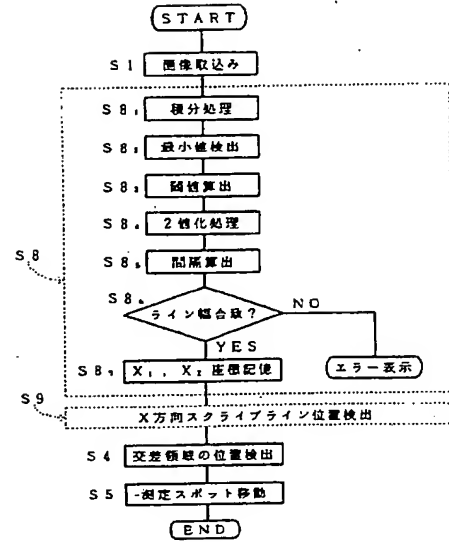 START
S1 画像取込み
S8₁ 積分処理
S8₂ 最小値検出
S8₃ 閾値算出
S8₄ 2値化処理
S8
S8₅ 間隔算出
S8₆ ライン幅合致? NO
YES
S8₇ X₁, X₂座標記憶 エラー表示
S9
X方向スクライブライン位置検出
S4 交差領域の位置検出
S5 測定スポット移動
END